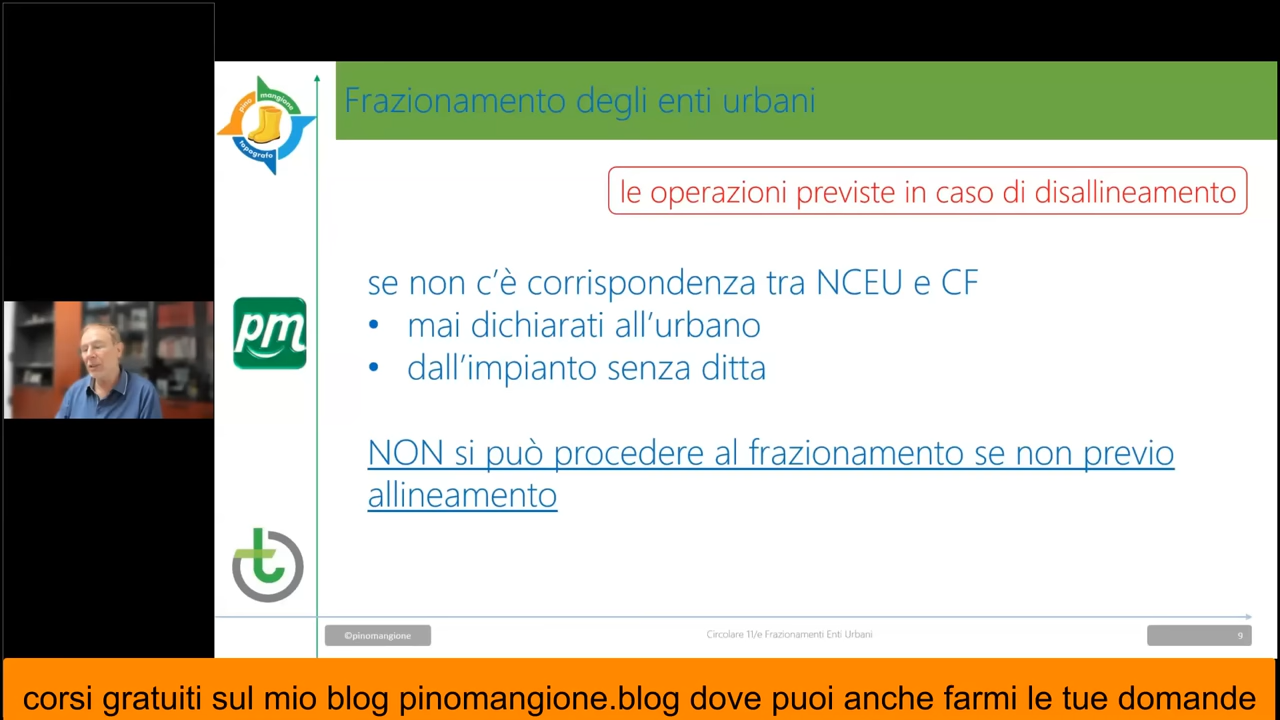 pino
mangione
topografo
Frazionamento degli enti urbani
le operazioni previste in caso di disallineamento
se non c'è corrispondenza tra NCEU e CF
• mai dichiarati all'urbano
• dall'impianto senza ditta
pm
NON si può procedere al frazionamento se non previo
allineamento
©pinomangione
Circolare 11/e Frazionamenti Enti Urbani
9
corsi gratuiti sul mio blog pinomangione.blog dove puoi anche farmi le tue domande